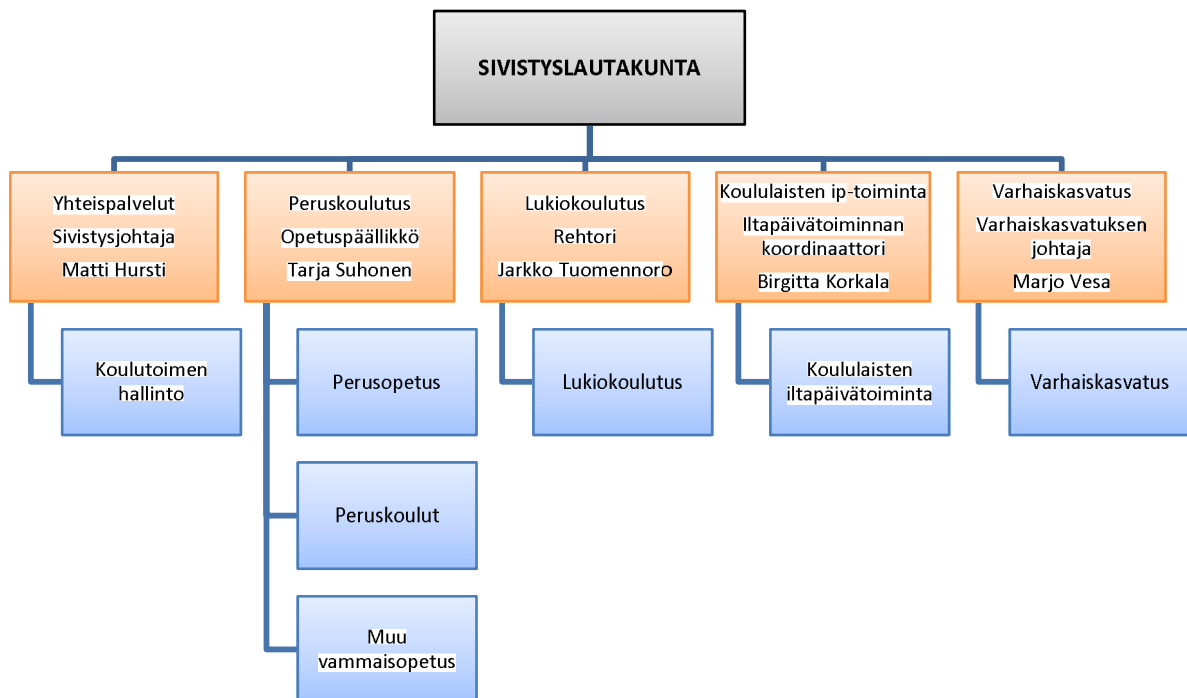 SIVISTYSLAUTAKUNTA
Yhteispalvelut
Sivistysjohtaja
Matti Hursti
Peruskoulutus
Opetuspäällikkö
Tarja Suhonen
Lukiokoulutus
Rehtori
Jarkko Tuomennoro
Koululaisten ip-toiminta
Iltapäivätoiminnan
koordinaattori
Birgitta Korkala
Varhaiskasvatus
Varhaiskasvatuksen
johtaja
Marjo Vesa
Koulutoimen
hallinto
Perusopetus
Lukiokoulutus
Koululaisten
iltapäivätoiminta
Varhaiskasvatus
Peruskoulut
Muu
vammaisopetus